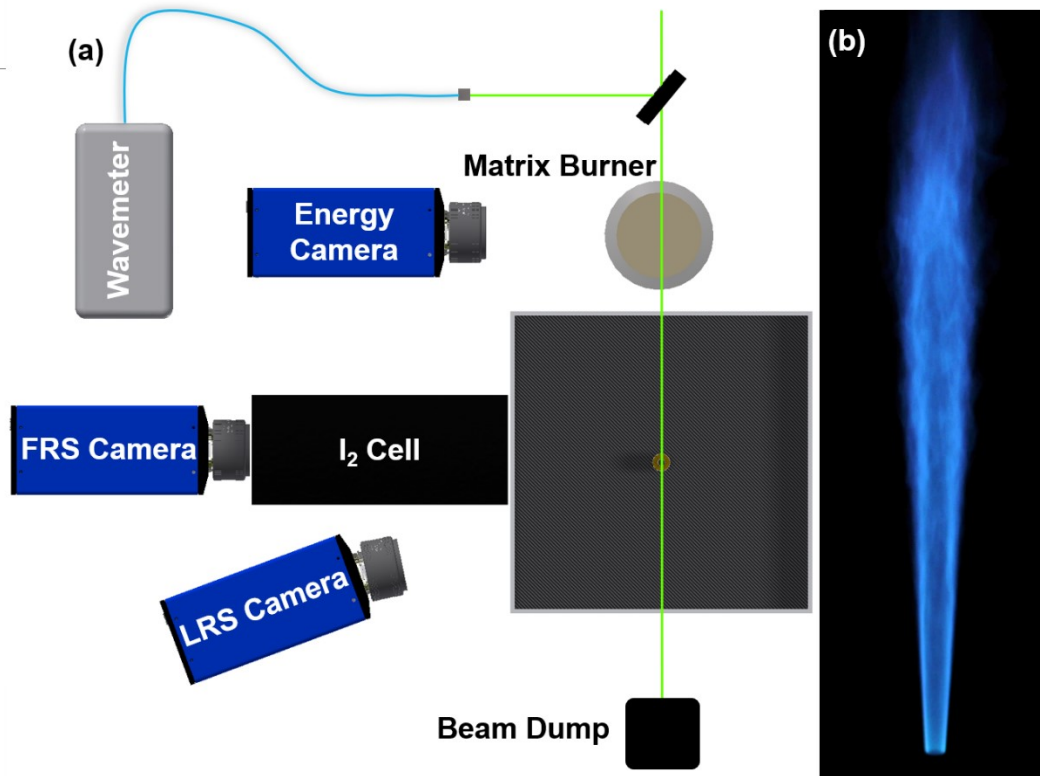 (a)
(b)
Wavemeter
Matrix Burner
Energy
Camera
FRS Camera
I₂ Cell
LRS Camera
Beam Dump